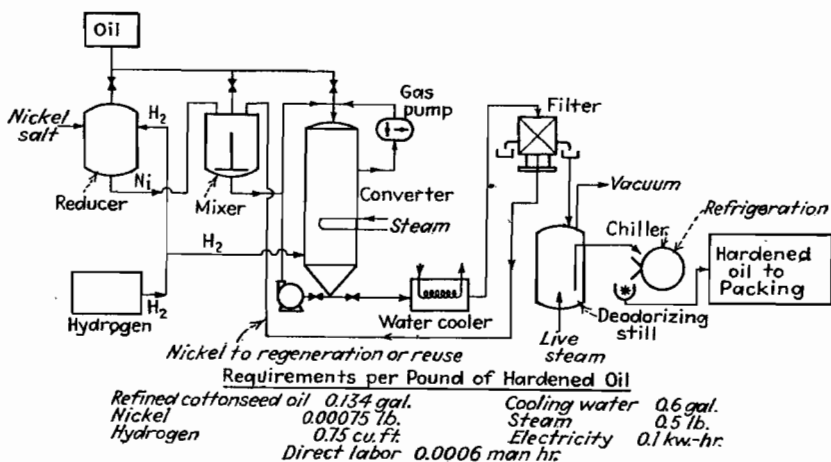 Oil
Nickel
salt
H2
H2
Ni
Reducer
Mixer
Gas
pump
Converter
Steam
H2
Hydrogen
H2
Water cooler
Filter
Vacuum
Chiller
Refrigeration
Hardened
oil to
Packing
Deodorizing
still
Live
steam
Nickel to regeneration or reuse
Requirements per Pound of Hardened Oil
Refined cottonseed oil 0.134 gal. Cooling water 0.6 gal.
Nickel 0.00075 lb. Steam 0.5 lb.
Hydrogen 0.75 cu.ft. Electricity 0.1 kw.-hr.
Direct labor 0.0006 man hr.